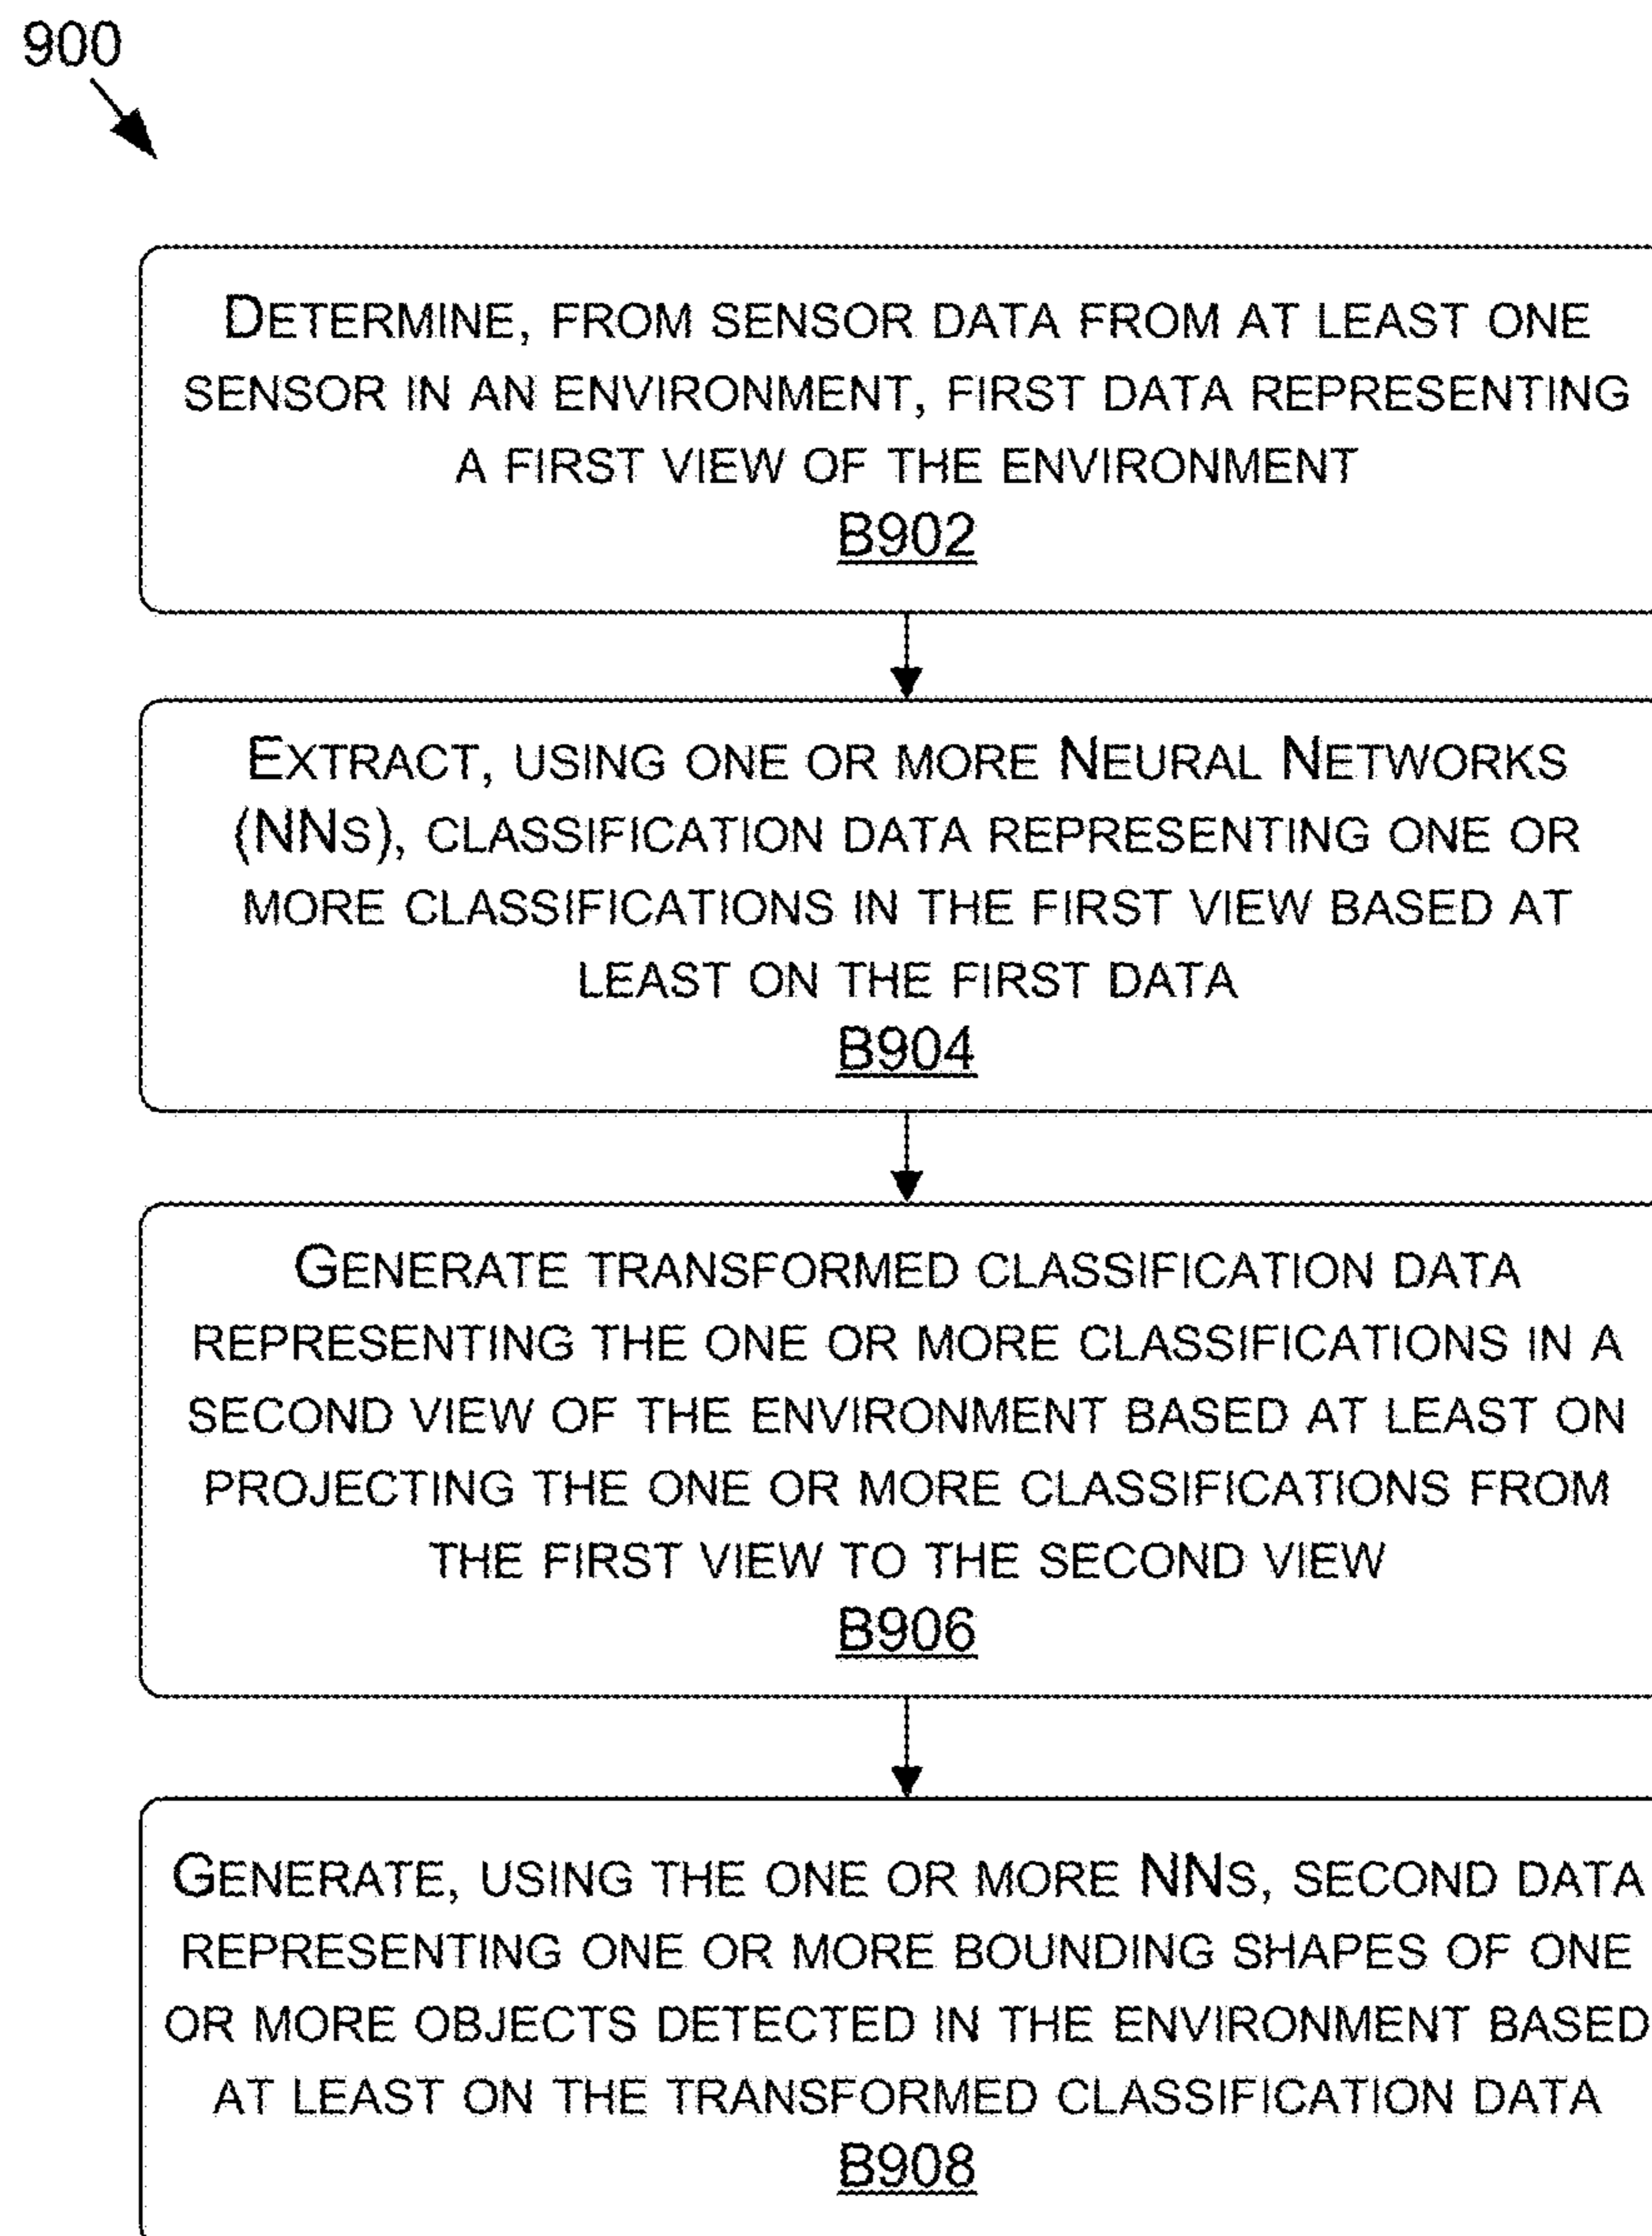 900
DETERMINE, FROM SENSOR DATA FROM AT LEAST ONE
SENSOR IN AN ENVIRONMENT, FIRST DATA REPRESENTING
A FIRST VIEW OF THE ENVIRONMENT
B902
EXTRACT, USING ONE OR MORE NEURAL NETWORKS
(NNS), CLASSIFICATION DATA REPRESENTING ONE OR
MORE CLASSIFICATIONS IN THE FIRST VIEW BASED AT
LEAST ON THE FIRST DATA
B904
GENERATE TRANSFORMED CLASSIFICATION DATA
REPRESENTING THE ONE OR MORE CLASSIFICATIONS IN A
SECOND VIEW OF THE ENVIRONMENT BASED AT LEAST ON
PROJECTING THE ONE OR MORE CLASSIFICATIONS FROM
THE FIRST VIEW TO THE SECOND VIEW
B906
GENERATE, USING THE ONE OR MORE NNS, SECOND DATA
REPRESENTING ONE OR MORE BOUNDING SHAPES OF ONE
OR MORE OBJECTS DETECTED IN THE ENVIRONMENT BASED
AT LEAST ON THE TRANSFORMED CLASSIFICATION DATA
B908